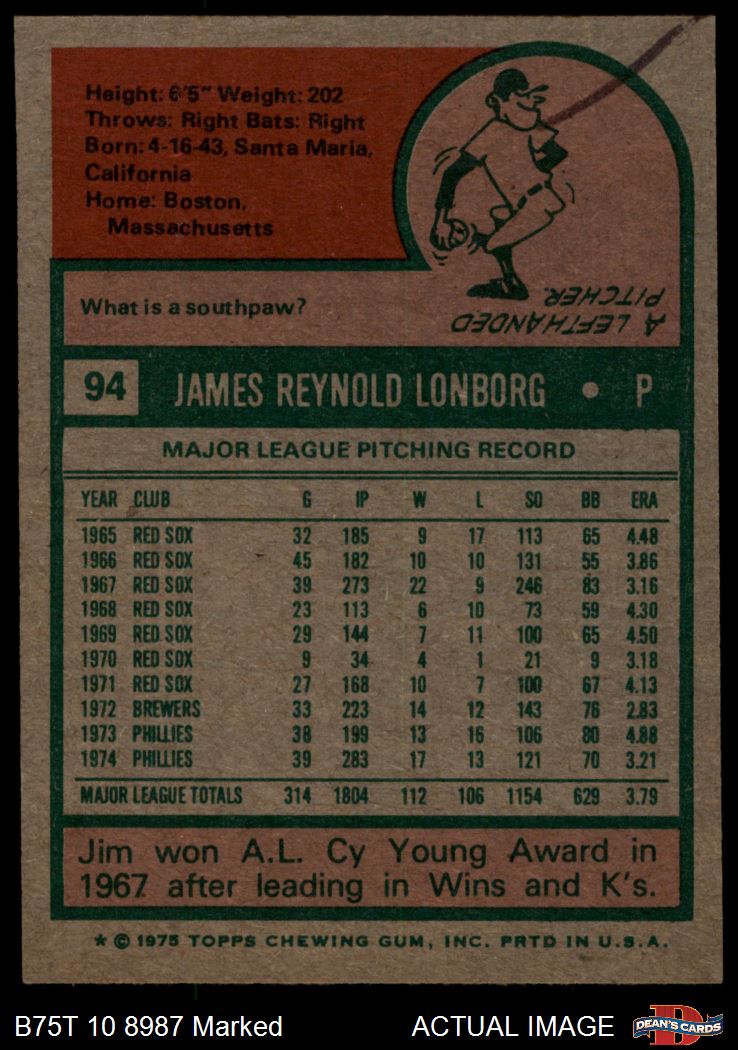 Height: 6'5" Weight: 202
Throws: Right Bats: Right
Born: 4-16-43, Santa Maria,
California
Home: Boston,
Massachusetts
What is a southpaw?
A LEFTHANDED
PITCHER.
94 JAMES REYNOLD LONBORG • P
MAJOR LEAGUE PITCHING RECORD
YEAR CLUB G IP W L SO BB ERA
1965 RED SOX 32 185 9 17 113 65 4.48
1966 RED SOX 45 182 10 10 131 55 3.86
1967 RED SOX 39 273 22 9 246 83 3.16
1968 RED SOX 23 113 6 10 73 59 4.30
1969 RED SOX 29 144 7 11 100 65 4.50
1970 RED SOX 9 34 4 1 21 9 3.18
1971 RED SOX 27 168 10 7 100 67 4.13
1972 BREWERS 33 223 14 12 143 76 2.83
1973 PHILLIES 38 199 13 16 106 80 4.88
1974 PHILLIES 39 283 17 13 121 70 3.21
MAJOR LEAGUE TOTALS 314 1804 112 106 1154 629 3.79
Jim won A.L. Cy Young Award in
1967 after leading in Wins and K's.
* © 1975 TOPPS CHEWING GUM, INC. PRTD IN U.S.A.
B75T 10 8987 Marked ACTUAL IMAGE
D
DEAN'S CARDS